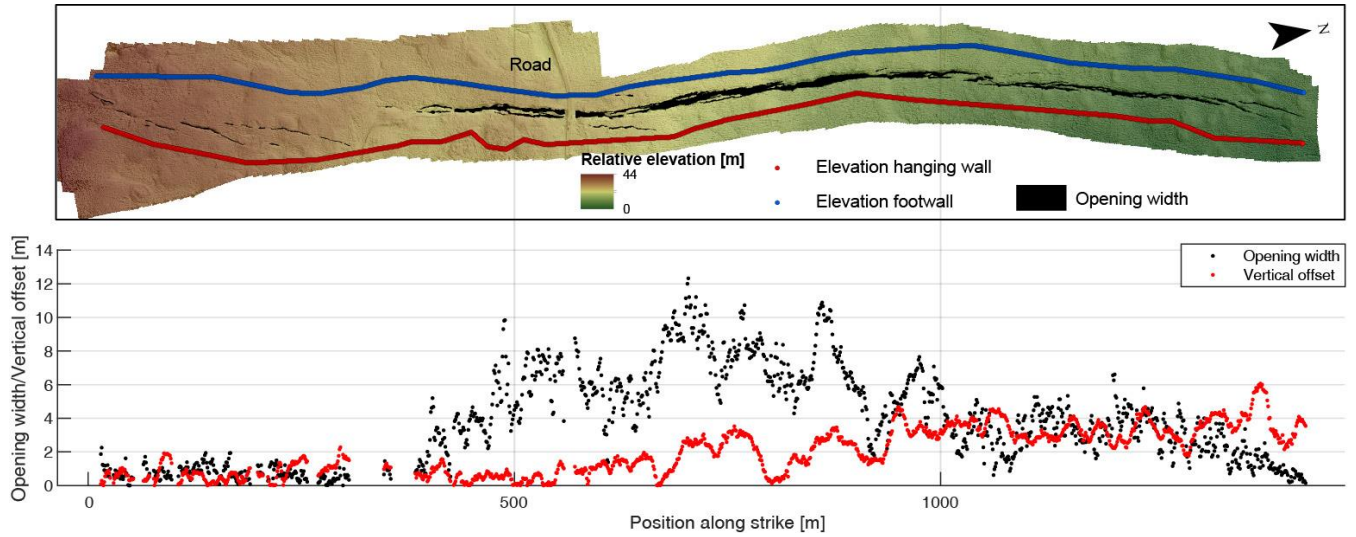 Road
N
Relative elevation [m]
44
0
Elevation hanging wall
Elevation footwall
Opening width
Opening width/Vertical offset [m]
14
12
10
8
6
4
2
0
Opening width
Vertical offset
0
500
1000
Position along strike [m]